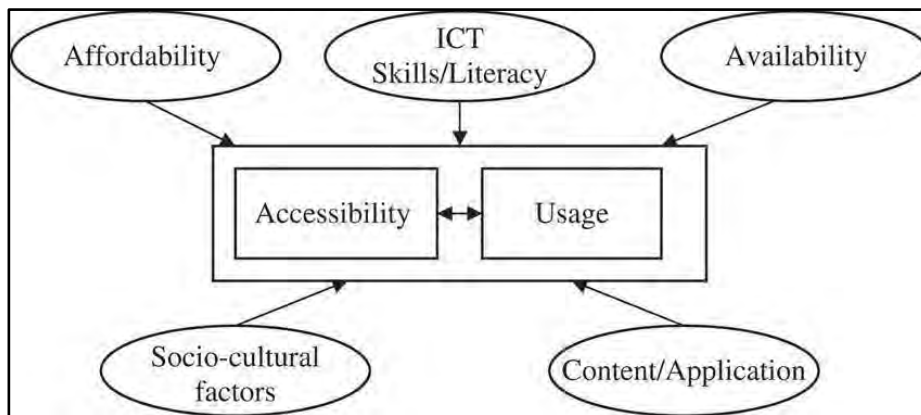 Affordability
ICT
Skills/Literacy
Availability
Accessibility
Usage
Socio-cultural
factors
Content/Application